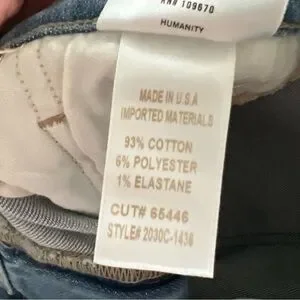 RN# 109670
HUMANITY
MADE IN U.S.A
IMPORTED MATERIALS
93% COTTON
6% POLYESTER
1% ELASTANE
CUT# 65446
STYLE# 2030C-1436